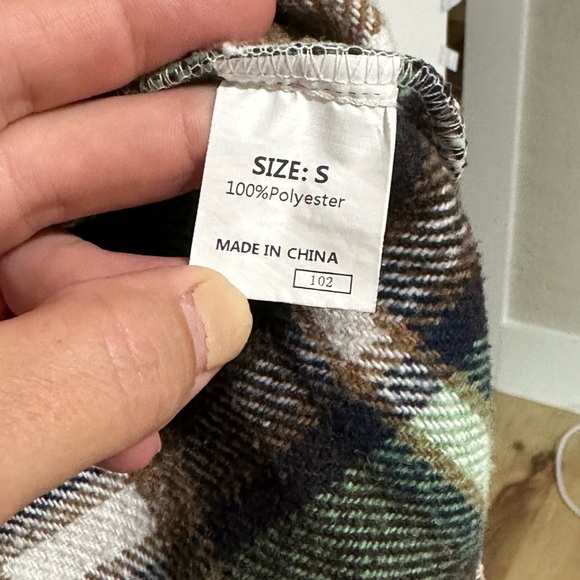 SIZE: S
100%Polyester
MADE IN CHINA
102